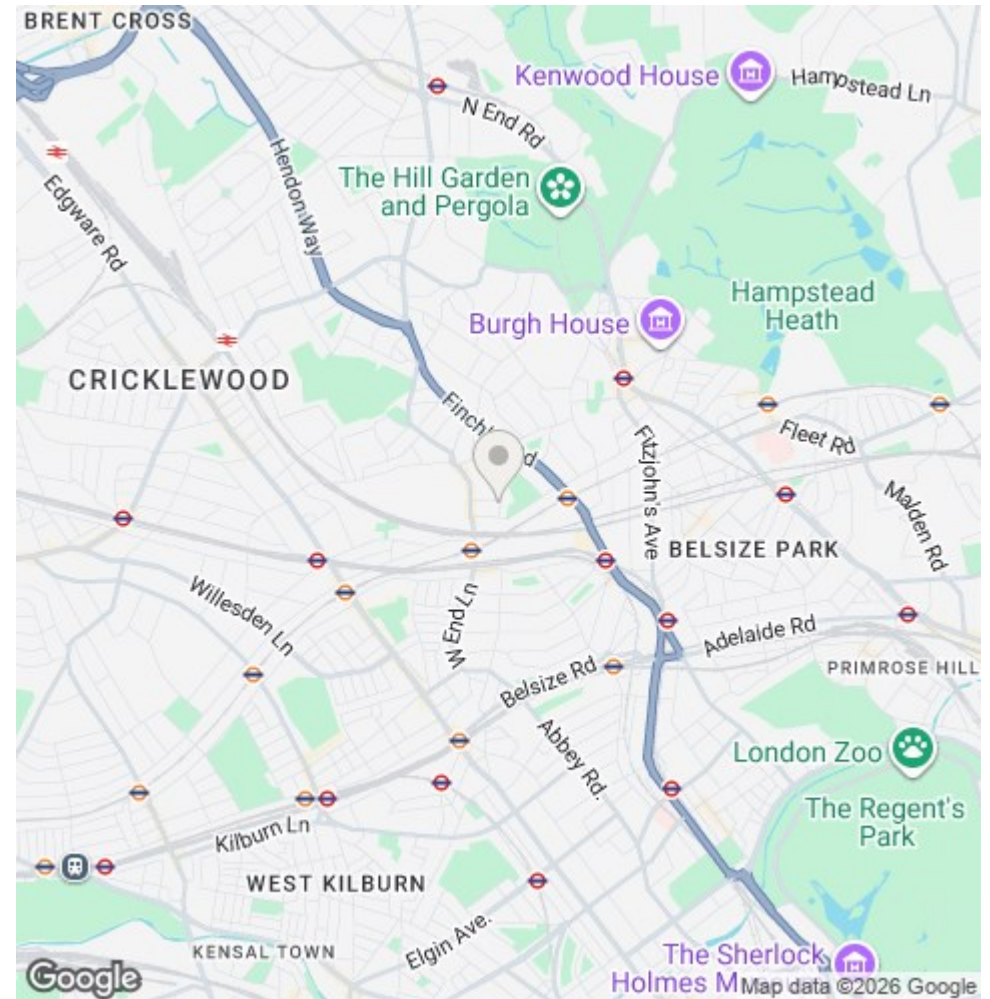 BRENT CROSS
Kenwood House
Hampstead Ln
N End Rd
Hendon Way
The Hill Garden
and Pergola
Edgware Rd
Hampstead
Heath
Burgh House
CRICKLEWOOD
Fleet Rd
Fitzjohn's Ave
Malden Rd
BELSIZE PARK
Willesden Ln
W End Ln
Adelaide Rd
PRIMROSE HILL
Belsize Rd
Abbey Rd.
London Zoo
The Regent's
Park
Kilburn Ln
WEST KILBURN
Elgin Ave.
KENSAL TOWN
The Sherlock
Holmes
Google
Map data ©2026 Google